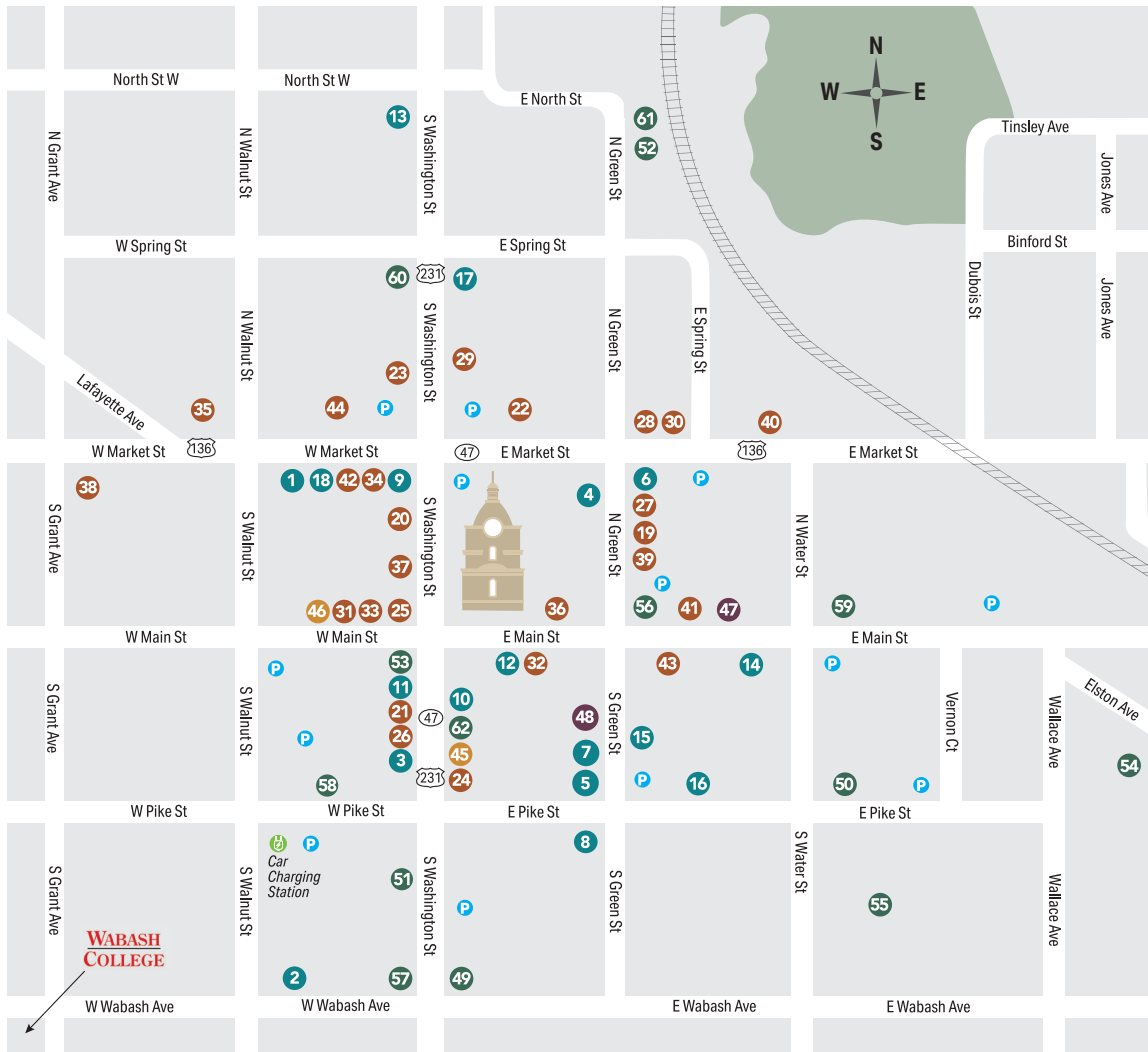 North St W
North St W
E North St
N
W
E
S
Tinsley Ave
13
61
52
N Grant Ave
N Walnut St
S Washington St
N Green St
Jones Ave
W Spring St
E Spring St
Binford St
60
231
17
N Walnut St
S Washington St
N Green St
E Spring St
Dubois St
Jones Ave
29
23
Lafayette Ave
35
44
P
P
22
28
30
40
136
W Market St
W Market St
47
E Market St
136
E Market St
38
1
18
42
34
9
P
4
6
P
20
27
19
37
39
S Grant Ave
S Walnut St
S Washington St
N Green St
N Water St
P
46
31
33
25
36
56
41
47
59
P
W Main St
W Main St
E Main St
E Main St
P
53
12
32
43
14
P
11
10
21
47
62
48
26
45
7
15
P
3
231
24
5
P
16
58
50
P
54
S Grant Ave
S Walnut St
S Green St
Vernon Ct
Wallace Ave
Elston Ave
W Pike St
W Pike St
E Pike St
E Pike St
P
Car
Charging
Station
8
51
P
55
S Grant Ave
S Walnut St
S Washington St
S Green St
S Water St
Wallace Ave
WABASH
COLLEGE
2
57
49
W Wabash Ave
W Wabash Ave
E Wabash Ave
E Wabash Ave